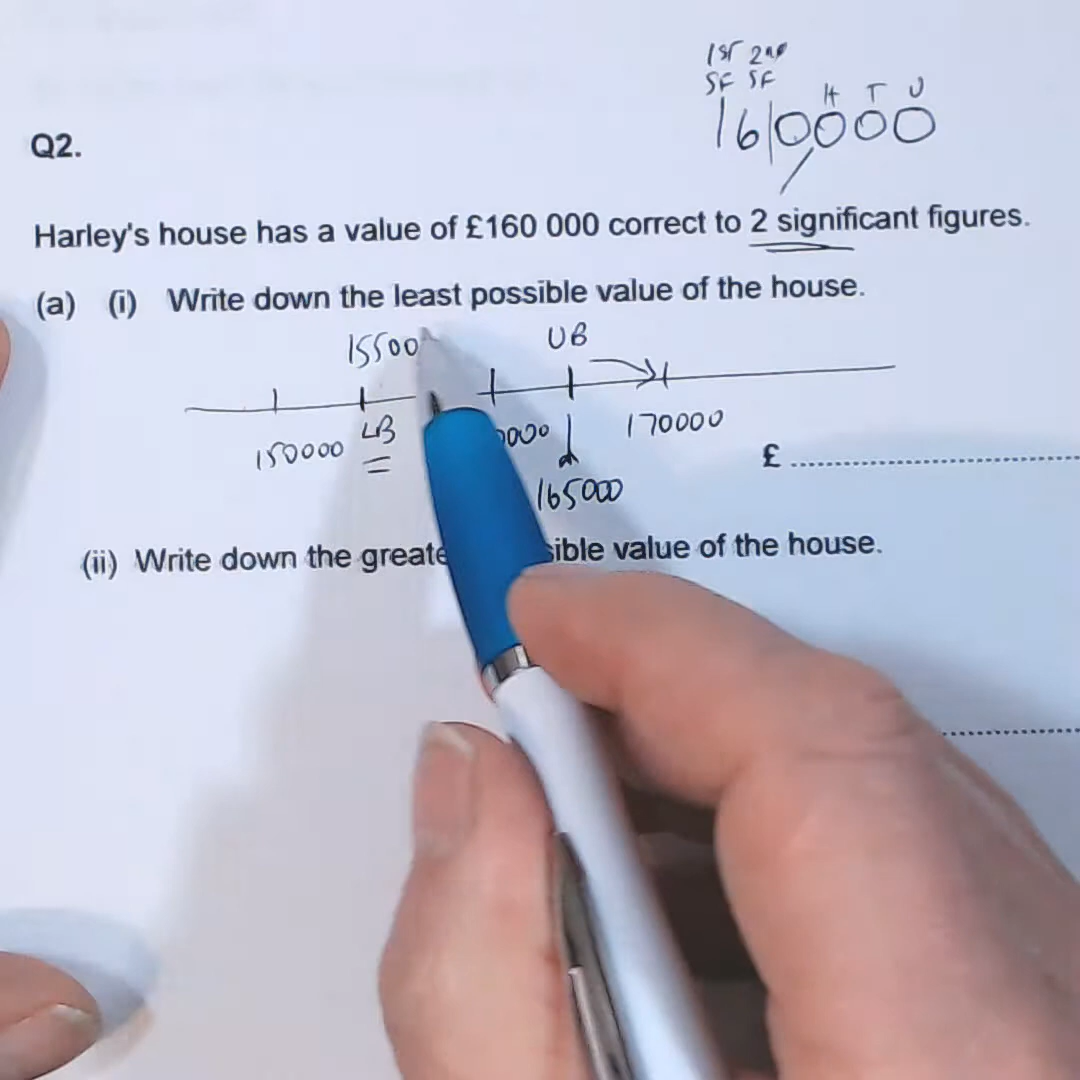 1ST 2ND
SF SF
H T U
160000
Q2.
Harley's house has a value of £160 000 correct to 2 significant figures.
(a) (i) Write down the least possible value of the house.
15500 UB
150000 LB 0000 170000
£
165000
(ii) Write down the greate sible value of the house.